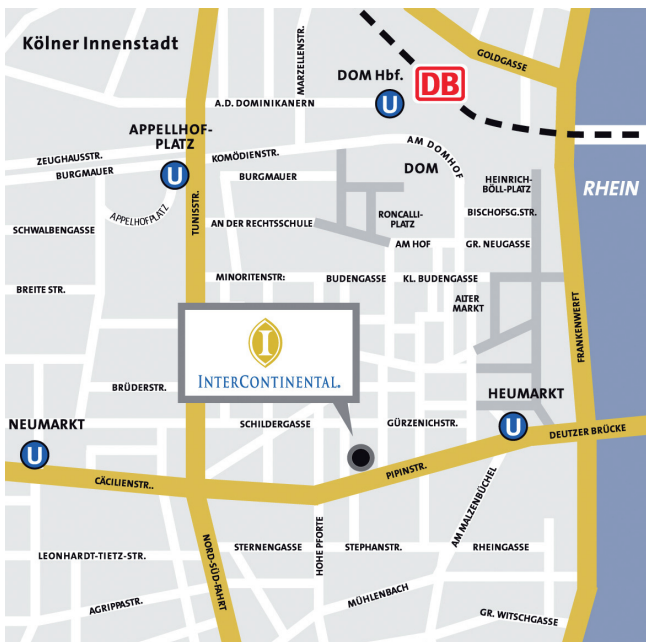 Kölner Innenstadt
MARZELLENSTR.
GOLDGASSE
DOM Hbf.
DB
U
A.D. DOMINIKANERN
APPELLHOF-
PLATZ
U
KOMÖDIENSTR.
AM DOMHOF
ZEUGHAUSSTR.
BURGMAUER
BURGMAUER
DOM
HEINRICH-
BÖLL-PLATZ
RHEIN
APPELHOFPLATZ
TUNISSTR.
AN DER RECHTSSCHULE
RONCALLI-
PLATZ
BISCHOFSG.STR.
SCHWALBENGASSE
AM HOF
GR. NEUGASSE
MINORITENSTR:
BUDENGASSE
KL. BUDENGASSE
BREITE STR.
ALTER
MARKT
FRANKENWERFT
I
INTERCONTINENTAL.
BRÜDERSTR.
HEUMARKT
NEUMARKT
SCHILDERGASSE
GÜRZENICHSTR.
U
DEUTZER BRÜCKE
U
CÄCILIENSTR..
PIPINSTR.
AM MALZENBÜCHEL
NORD-SÜD-FAHRT
HOHE PFORTE
LEONHARDT-TIETZ-STR.
STERNENGASSE
STEPHANSTR.
RHEINGASSE
AGRIPPASTR.
MÜHLENBACH
GR. WITSCHGASSE